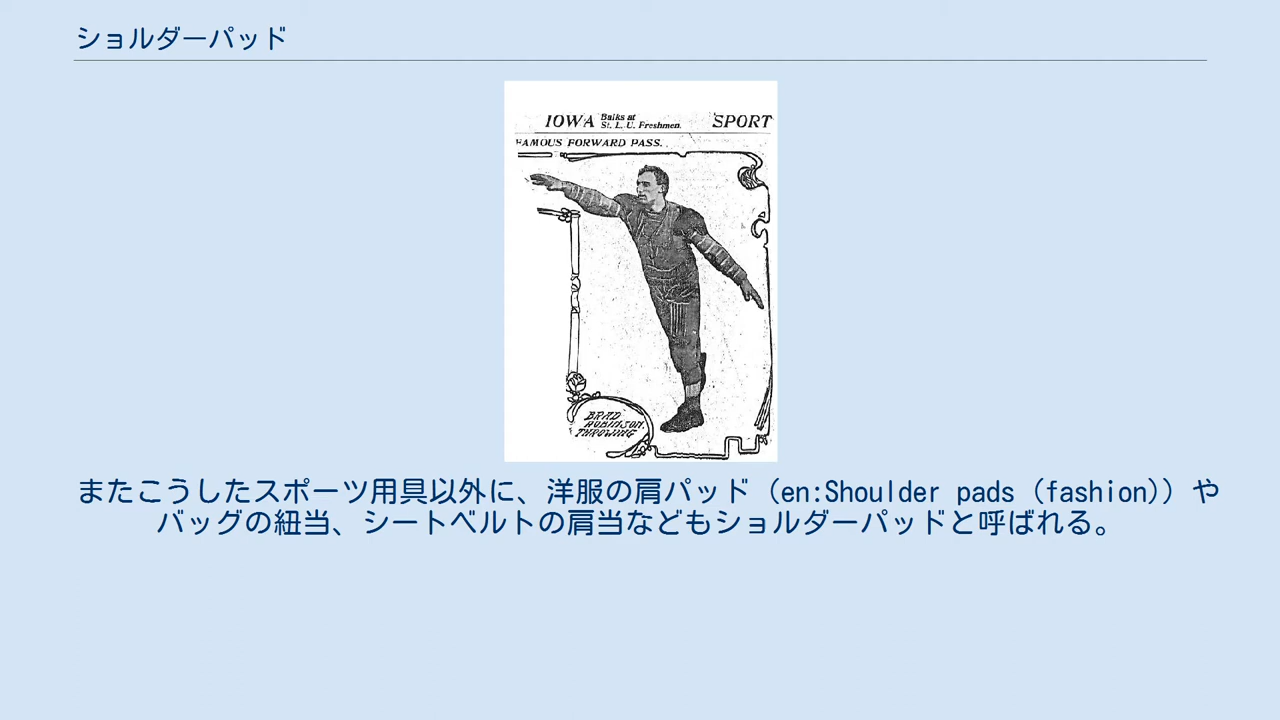 ショルダーパッド
IOWA Balks at St. L. U. Freshmen. SPORT
FAMOUS FORWARD PASS.
BRAD
ROBINSON.
THROWING
またこうしたスポーツ用具以外に、洋服の肩パッド（en:Shoulder pads (fashion)）や
バッグの紐当、シートベルトの肩当などもショルダーパッドと呼ばれる。